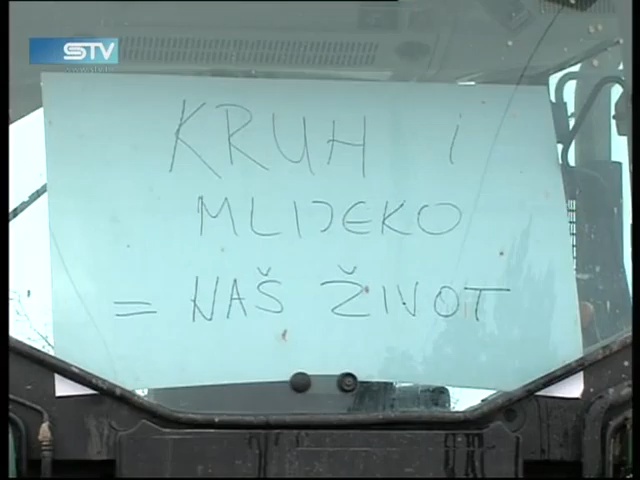 STV
KRUH I
MLIJEKO
= NAŠ ŽIVOT